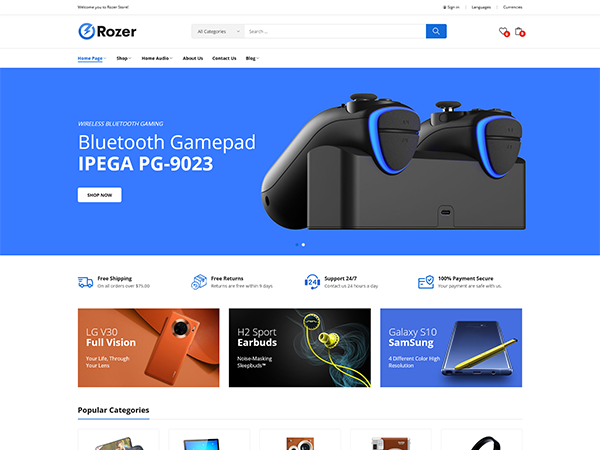 Welcome you to Rozer Store!
Sign in
Languages
Currencies
Rozer
All Categories
Search ...
0
0
Home Page
Shop
Home Audio
About Us
Contact Us
Blog
WIRELESS BLUETOOTH GAMING
Bluetooth Gamepad
IPEGA PG-9023
SHOP NOW
Free Shipping
On all orders over $75.00
Free Returns
Returns are free within 9 days
24
Support 24/7
Contact us 24 hours a day
100% Payment Secure
Your payment are safe with us.
LG V30
Full Vision
Your Life, Through
Your Lens
H2 Sport
Earbuds
Noise-Masking
Sleepbuds™
Galaxy S10
SamSung
4 Different Color High
Resolution
Popular Categories